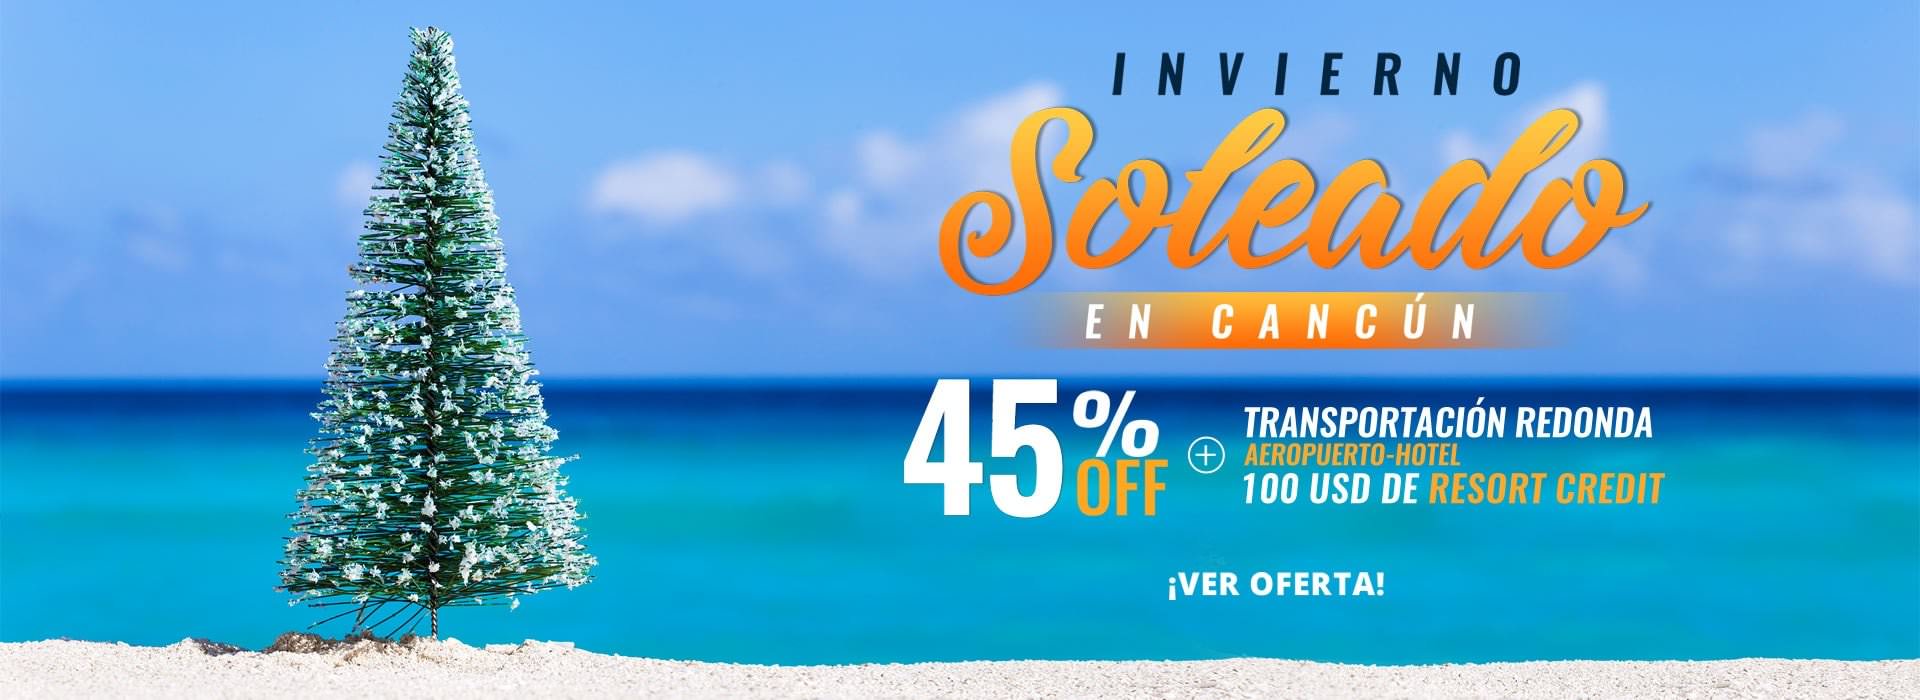 INVIERNO
Soleado
EN CANCÚN
45% OFF + TRANSPORTACIÓN REDONDA
AEROPUERTO-HOTEL
100 USD DE RESORT CREDIT
¡VER OFERTA!